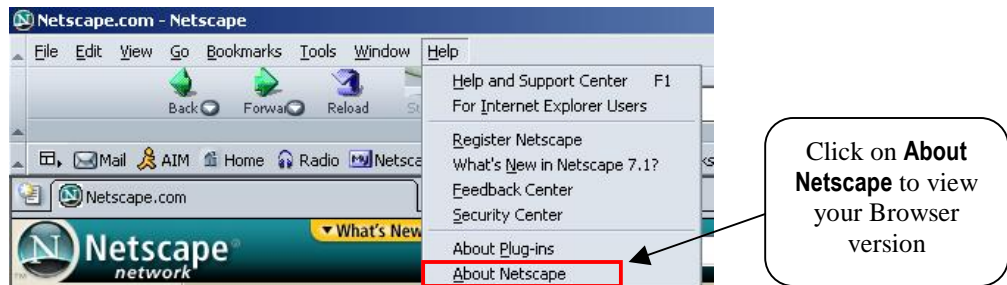 Netscape.com - Netscape
File Edit View Go Bookmarks Tools Window Help
Help and Support Center F1
For Internet Explorer Users
Register Netscape
What's New in Netscape 7.1?
Feedback Center
Security Center
About Plug-ins
About Netscape
Back Reload
Mail AIM Home Radio
Netscape.com
N Netscape
network
What's New
Click on About
Netscape to view
your Browser
version